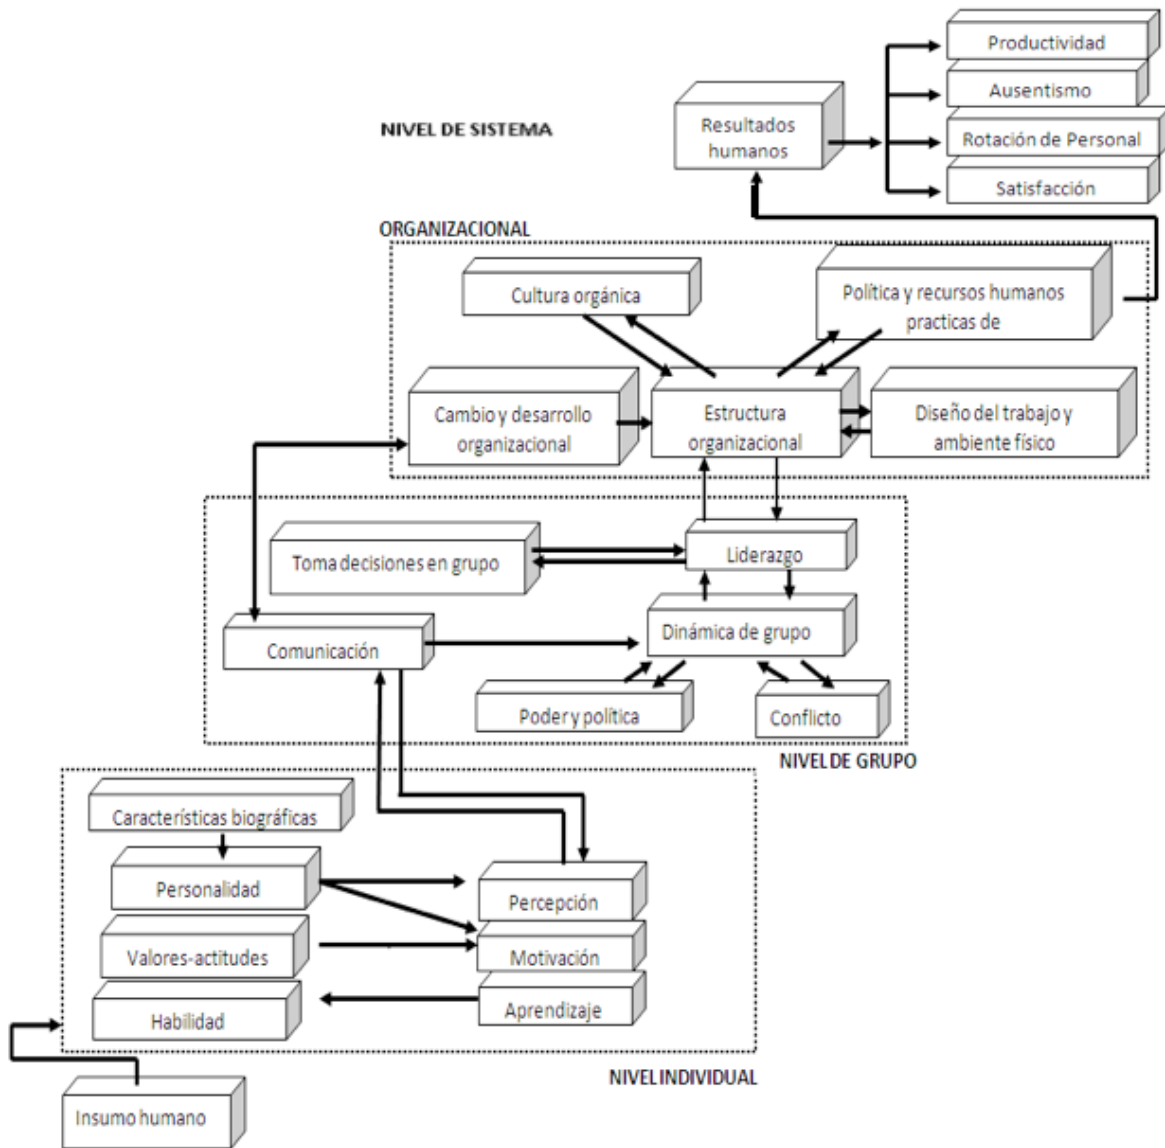 Productividad
Ausentismo
NIVEL DE SISTEMA
Resultados
humanos
Rotación de Personal
Satisfacción
ORGANIZACIONAL
Cultura orgánica
Política y recursos humanos
practicas de
Cambio y desarrollo
organizacional
Estructura
organizacional
Diseño del trabajo y
ambiente físico
Toma decisiones en grupo
Liderazgo
Comunicación
Dinámica de grupo
Poder y política
Conflicto
NIVEL DE GRUPO
Características biográficas
Personalidad
Percepción
Valores-actitudes
Motivación
Habilidad
Aprendizaje
NIVEL INDIVIDUAL
Insumo humano